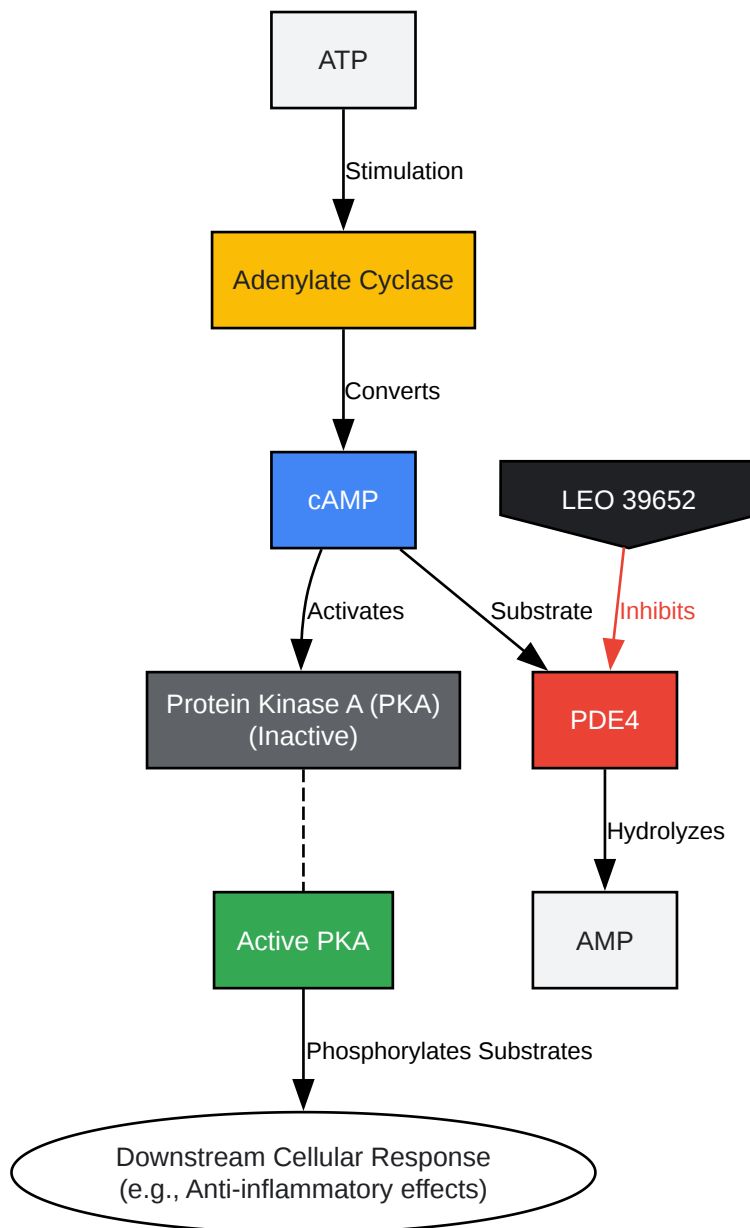 ATP
Stimulation
Adenylate Cyclase
Converts
cAMP
LEO 39652
Activates
Substrate
Inhibits
Protein Kinase A (PKA)
(Inactive)
PDE4
Hydrolyzes
Active PKA
AMP
Phosphorylates Substrates
Downstream Cellular Response
(e.g., Anti-inflammatory effects)